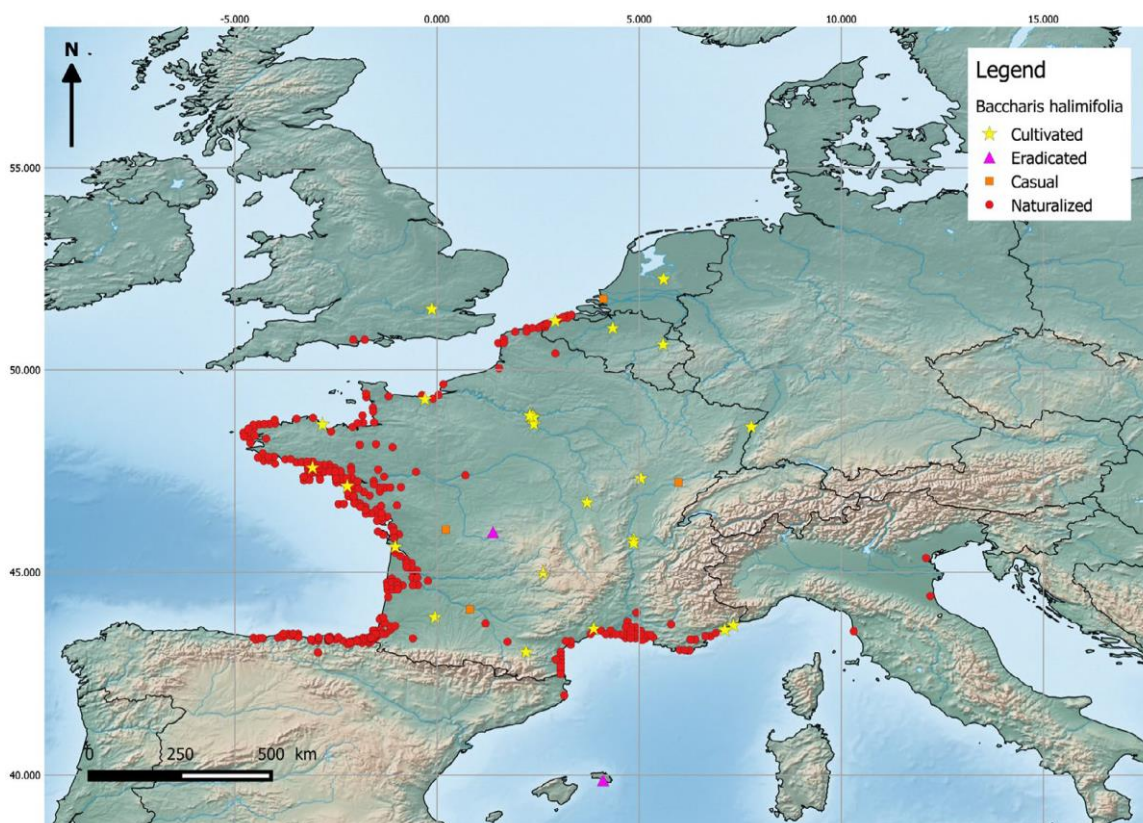 -5.000 0.000 5.000 10.000 15.000
N
Legend
Baccharis halimifolia
Cultivated
Eradicated
Casual
Naturalized
55.000
50.000
45.000
0 250 500 km
40.000